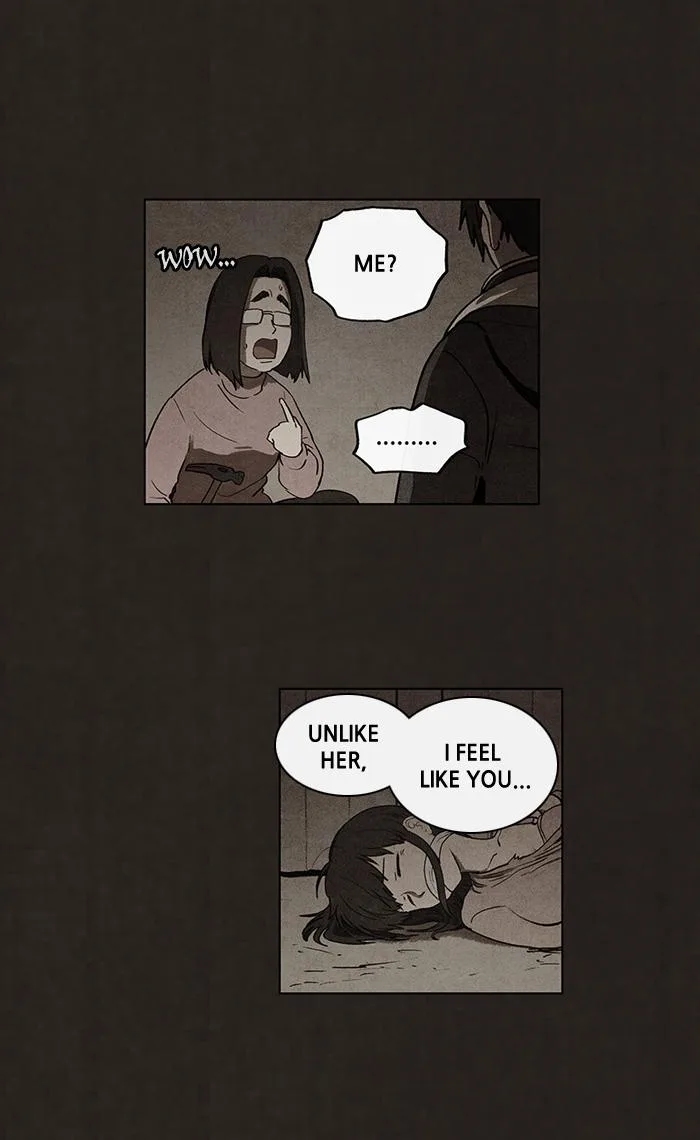 WOW...
ME?
.........
UNLIKE
HER,
I FEEL
LIKE YOU...